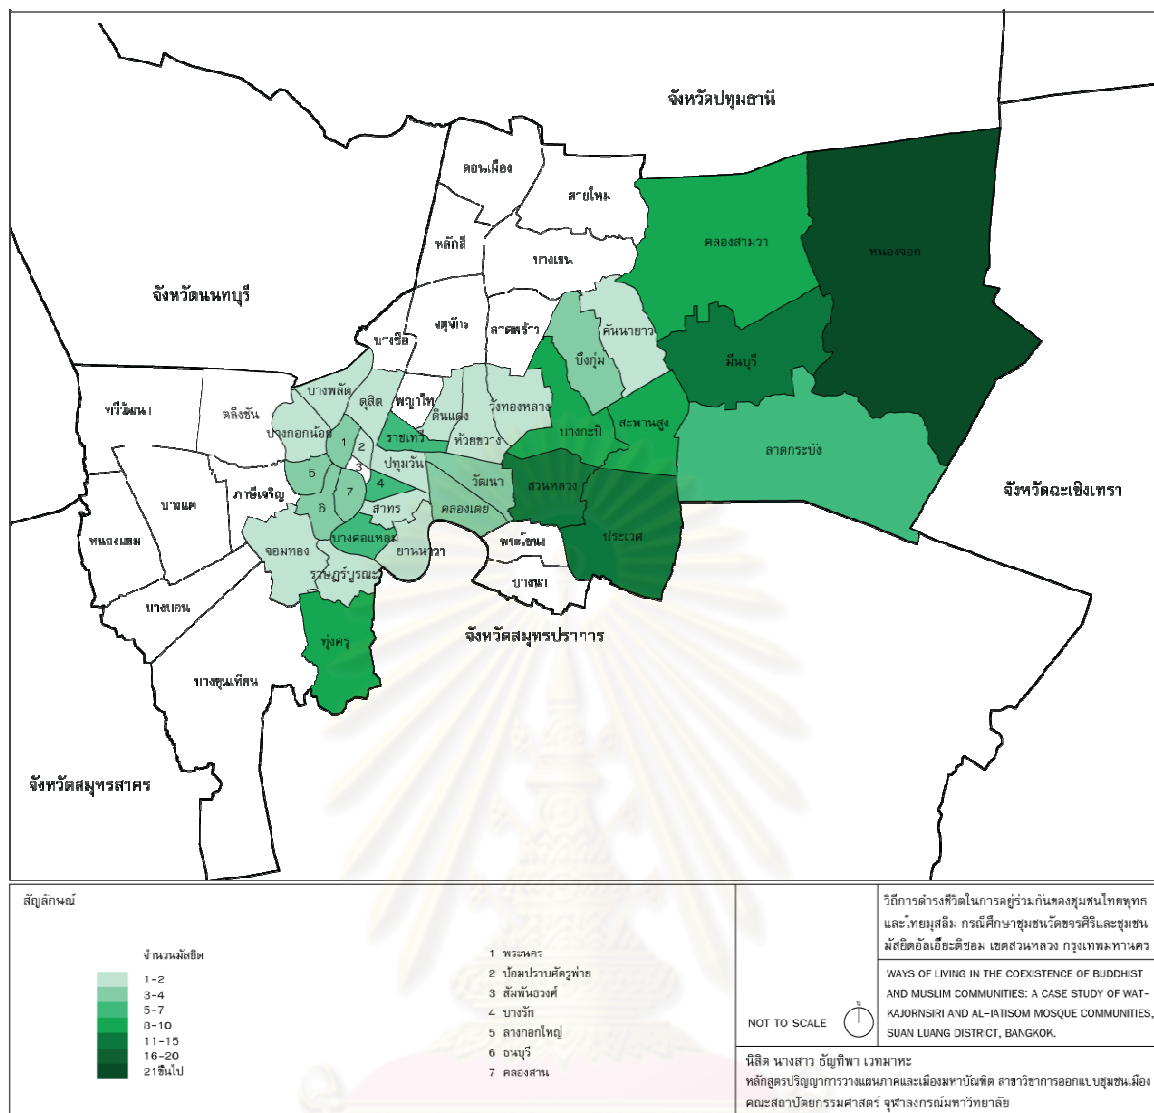 จังหวัดปทุมธานี
ดอนเมือง
สายไหม
หลักสี่
บางเขน
คลองสามวา
หนองจอก
จังหวัดนนทบุรี
จตุจักร
ลาดพร้าว
คันนายาว
บางซื่อ
บึงกุ่ม
มีนบุรี
บางพลัด
ดุสิต
พญาไท
ดินแดง
วังทองหลาง
ทวีวัฒนา
ตลิ่งชัน
บางกอกน้อย
1
2
ราชเทวี
ห้วยขวาง
บางกะปิ
สะพานสูง
ลาดกระบัง
3
ปทุมวัน
5
4
วัฒนา
สวนหลวง
จังหวัดฉะเชิงเทรา
ภาษีเจริญ
7
บางแค
6
สาทร
คลองเตย
หนองแขม
บางคอแหลม
ยานนาวา
พระโขนง
ประเวศ
จอมทอง
ราษฎร์บูรณะ
บางนา
บางบอน
ทุ่งครุ
จังหวัดสมุทรปราการ
บางขุนเทียน
จังหวัดสมุทรสาคร
สัญลักษณ์
จำนวนมัสยิด
1-2
3-4
5-7
8-10
11-15
16-20
21ขึ้นไป
1 พระนคร
2 ป้อมปราบศัตรูพ่าย
3 สัมพันธวงศ์
4 บางรัก
5 บางกอกใหญ่
6 ธนบุรี
7 คลองสาน
NOT TO SCALE
N
วิถีการดำรงชีวิตในการอยู่ร่วมกันของชุมชนไทยพุทธ
และไทยมุสลิม กรณีศึกษาชุมชนวัดขจรศิริและชุมชน
มัสยิดอัลเอี๊ยะติซอม เขตสวนหลวง กรุงเทพมหานคร
WAYS OF LIVING IN THE COEXISTENCE OF BUDDHIST
AND MUSLIM COMMUNITIES: A CASE STUDY OF WAT-
KAJORNSIRI AND AL-IATISOM MOSQUE COMMUNITIES,
SUAN LUANG DISTRICT, BANGKOK.
นิสิต นางสาว ธัญทิพา เวทมาหะ
หลักสูตรปริญญาการวางแผนภาคและเมืองมหาบัณฑิต สาขาวิชาการออกแบบชุมชนเมือง
คณะสถาปัตยกรรมศาสตร์ จุฬาลงกรณ์มหาวิทยาลัย